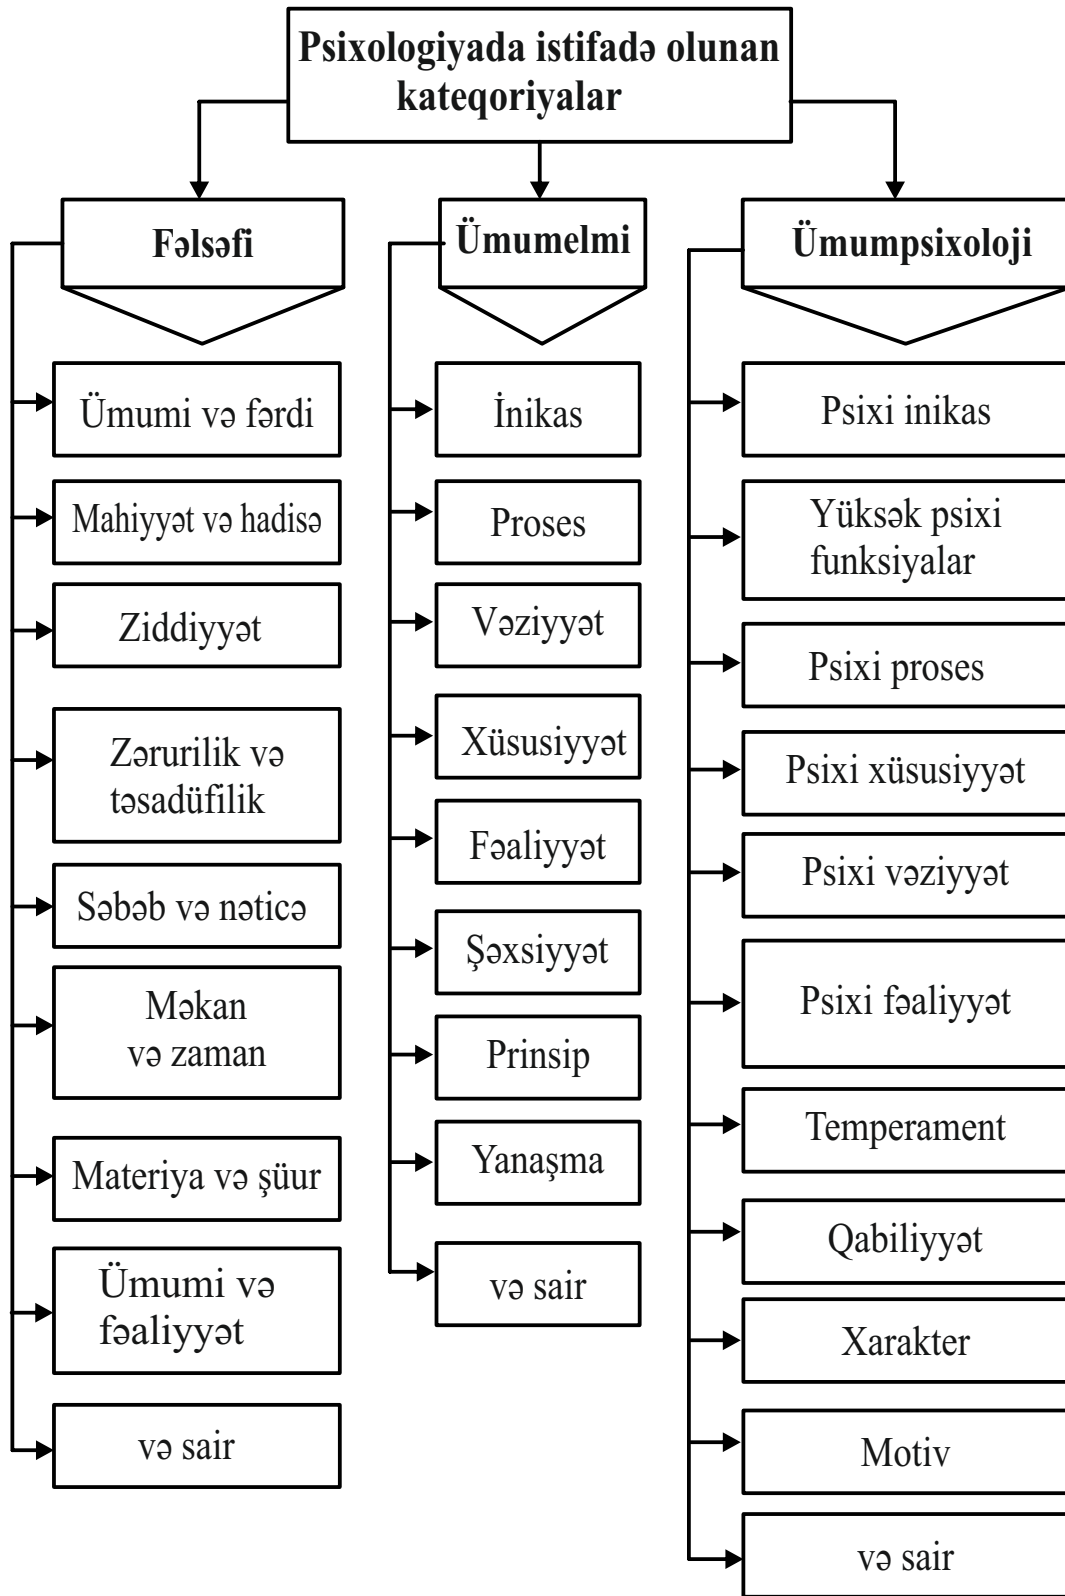 Psixologiyada istifadə olunan
kateqoriyalar
Fəlsəfi
Ümumi və fərdi
Mahiyyət və hadisə
Ziddiyyət
Zərurilik və
təsadüfilik
Səbəb və nəticə
Məkan
və zaman
Materiya və şüur
Ümumi və
fəaliyyət
və sair
Ümumelmi
İnikas
Proses
Vəziyyət
Xüsusiyyət
Fəaliyyət
Şəxsiyyət
Prinsip
Yanaşma
və sair
Ümumpsixoloji
Psixi inikas
Yüksək psixi
funksiyalar
Psixi proses
Psixi xüsusiyyət
Psixi vəziyyət
Psixi fəaliyyət
Temperament
Qabiliyyət
Xarakter
Motiv
və sair